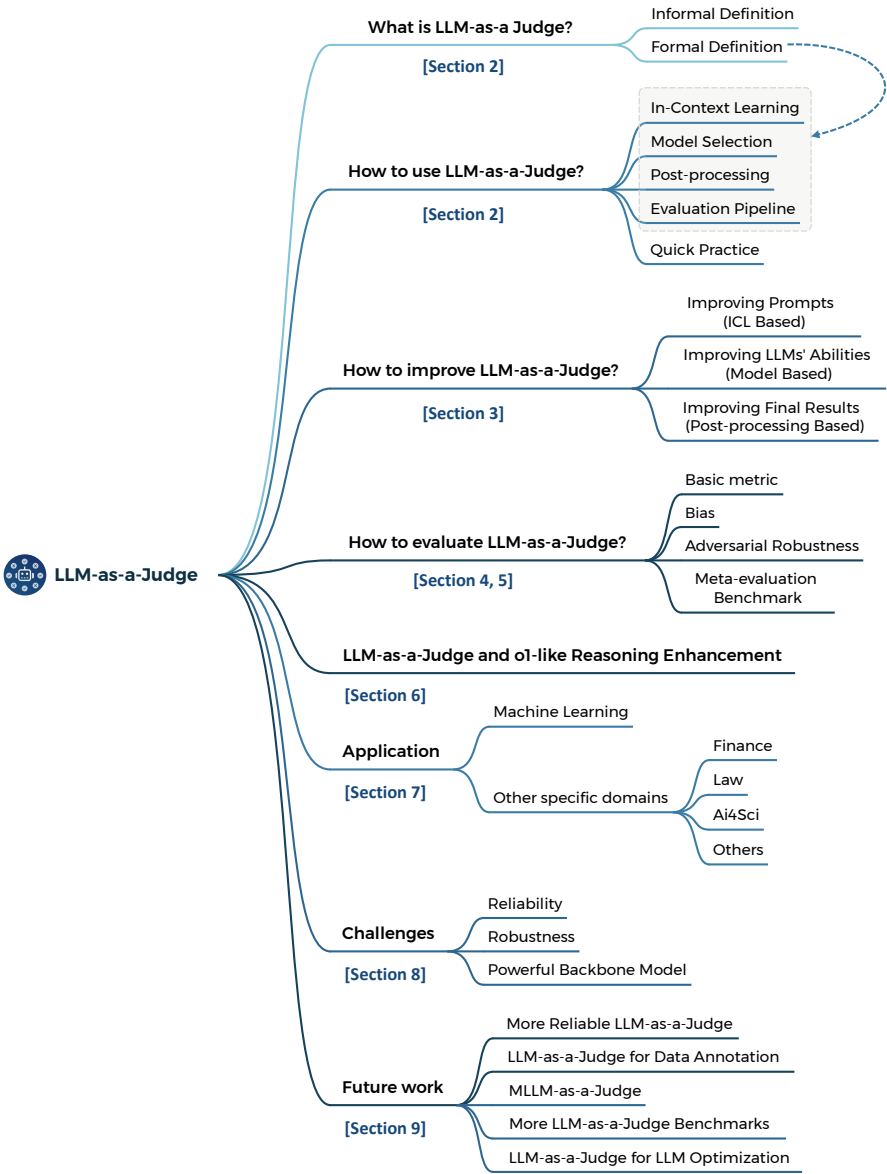 What is LLM-as-a Judge?
[Section 2]
Informal Definition
Formal Definition
How to use LLM-as-a-Judge?
[Section 2]
In-Context Learning
Model Selection
Post-processing
Evaluation Pipeline
Quick Practice
How to improve LLM-as-a-Judge?
[Section 3]
Improving Prompts
(ICL Based)
Improving LLMs' Abilities
(Model Based)
Improving Final Results
(Post-processing Based)
LLM-as-a-Judge
How to evaluate LLM-as-a-Judge?
[Section 4, 5]
Basic metric
Bias
Adversarial Robustness
Meta-evaluation
Benchmark
LLM-as-a-Judge and o1-like Reasoning Enhancement
[Section 6]
Application
[Section 7]
Machine Learning
Other specific domains
Finance
Law
Ai4Sci
Others
Challenges
[Section 8]
Reliability
Robustness
Powerful Backbone Model
Future work
[Section 9]
More Reliable LLM-as-a-Judge
LLM-as-a-Judge for Data Annotation
MLLM-as-a-Judge
More LLM-as-a-Judge Benchmarks
LLM-as-a-Judge for LLM Optimization